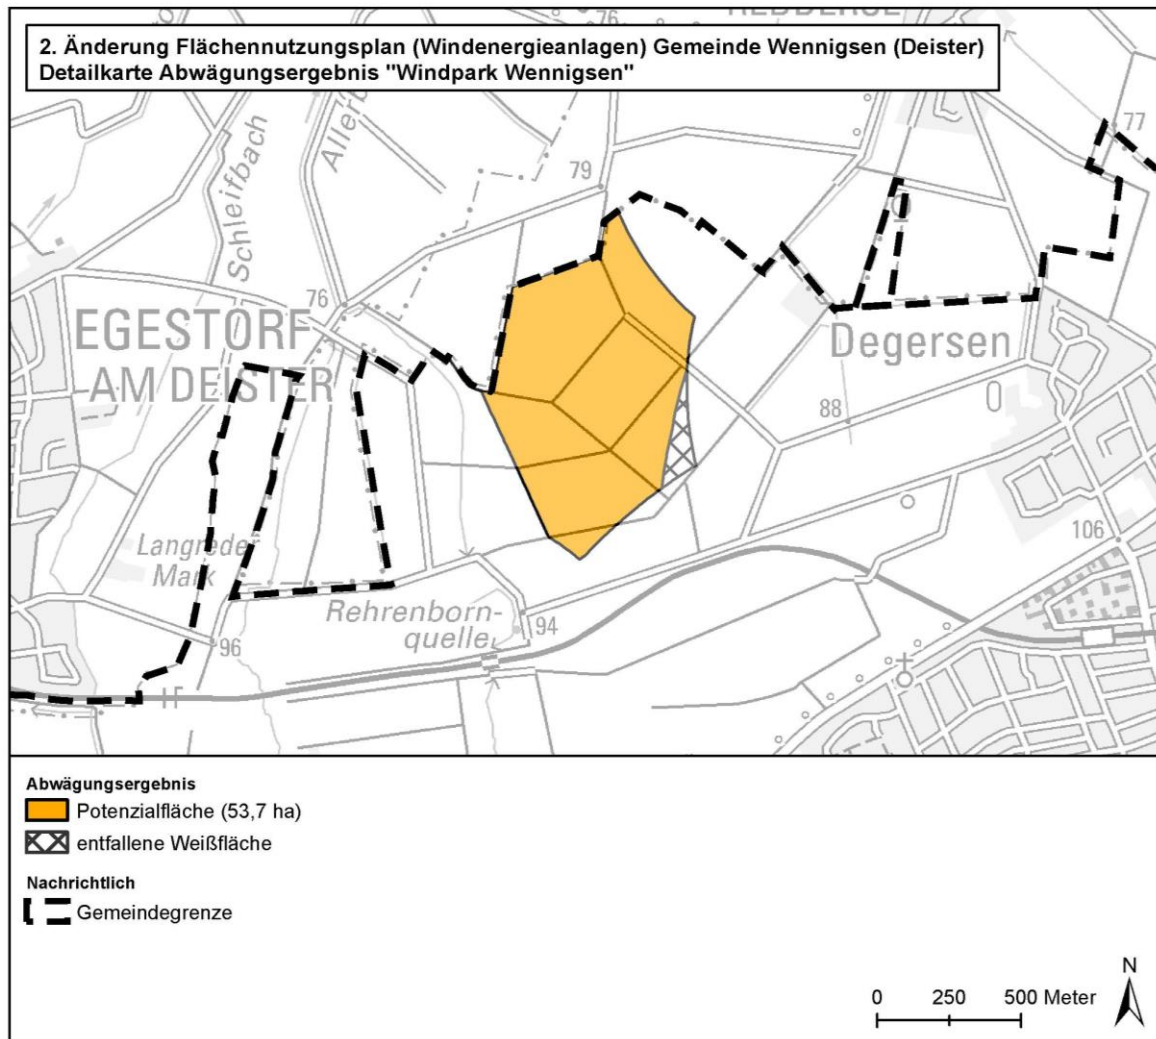 2. Änderung Flächennutzungsplan (Windenergieanlagen) Gemeinde Wennigsen (Deister)
Detailkarte Abwägungsergebnis "Windpark Wennigsen"
76
77
79
Schleifbach
76
EGESTORF
AM DEISTER
Degersen
88
106
Langreder
Mark
Rehrenborn-
quelle
94
96
Abwägungsergebnis
Potenzialfläche (53,7 ha)
entfallene Weißfläche
Nachrichtlich
Gemeindegrenze
N
0 250 500 Meter